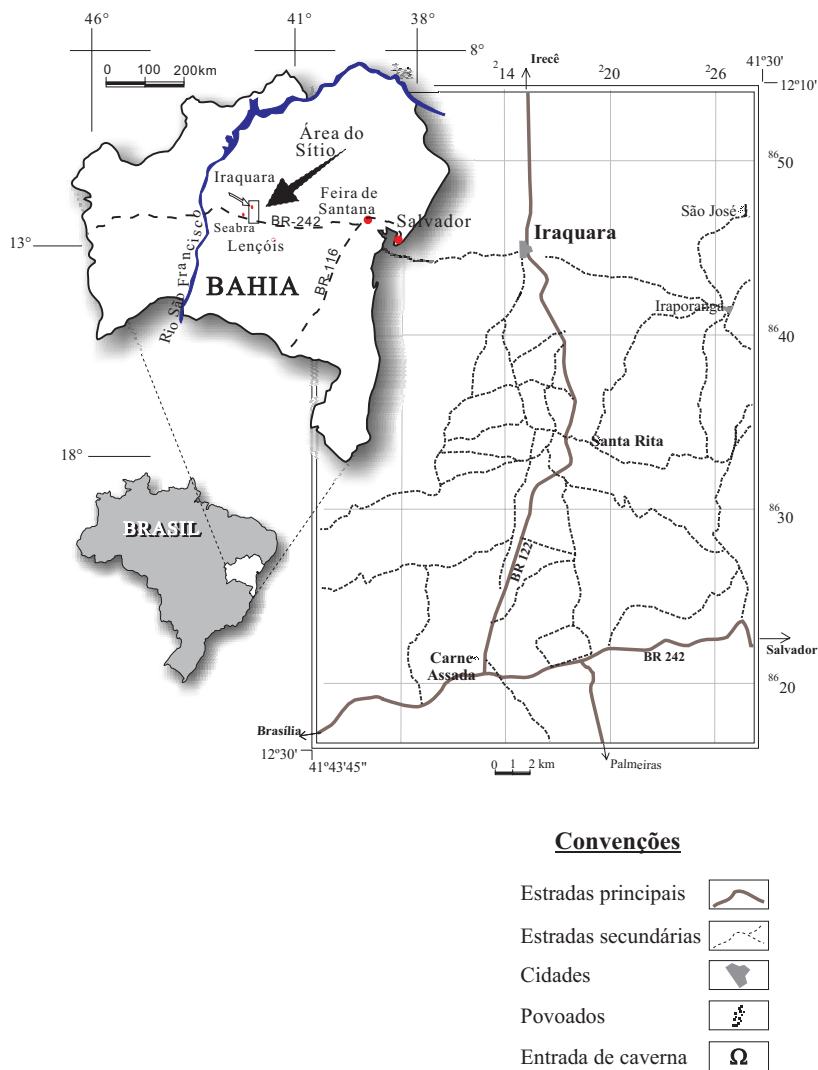 46°
41°
38°
8°
0 100 200km
Irecê
²14
²20
²26
41°30'
12°10'
Área do
Sítio
Iraquara
Feira de
Santana
Salvador
Seabra
BR-242
Lençóis
13°
Rio São Francisco
BAHIA
BR-116
⁸⁶50
São José
Iraquara
Iraporanga
⁸⁶40
Santa Rita
18°
BRASIL
⁸⁶30
BR 122
Carne
Assada
BR 242
Salvador
⁸⁶20
Brasília
12°30'
41°43'45"
0 1 2 km
Palmeiras
Convenções
Estradas principais
Estradas secundárias
Cidades
Povoados
Entrada de caverna Ω